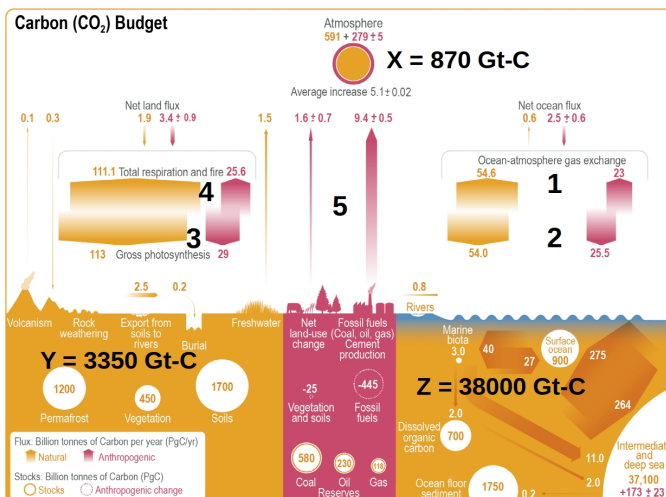 Carbon (CO₂) Budget
Atmosphere
591 + 279 ± 5
X = 870 Gt-C
Average increase 5.1 ± 0.02
Net land flux
Net ocean flux
0.1
0.3
1.9
3.4 ± 0.9
1.5
1.6 ± 0.7
9.4 ± 0.5
0.6
2.5 ± 0.6
111.1 Total respiration and fire 25.6
Ocean-atmosphere gas exchange
54.6
23
4
5
1
3
2
113
29
Gross photosynthesis
54.0
25.5
2.5
0.2
0.8
Volcanism
Rock
weathering
Export from
soils to
rivers
Burial
Freshwater
Net
land-use
change
Fossil fuels
(Coal, oil, gas)
Cement
production
Rivers
Marine
biota
3.0
40
27
Surface
ocean
900
275
264
Y = 3350 Gt-C
Z = 38000 Gt-C
1200
Permafrost
450
Vegetation
1700
Soils
-25
Vegetation
and soils
-445
Fossil
fuels
2.0
Dissolved
organic
carbon
700
11.0
2.0
Intermediate
and
deep sea
37,100
+173 ± 23
580
Coal
230
Oil
118
Gas
Reserves
Ocean floor
sediment
1750
0.2
Flux: Billion tonnes of Carbon per year (PgC/yr)
Natural
Anthropogenic
Stocks: Billion tonnes of Carbon (PgC)
Stocks
Anthropogenic change